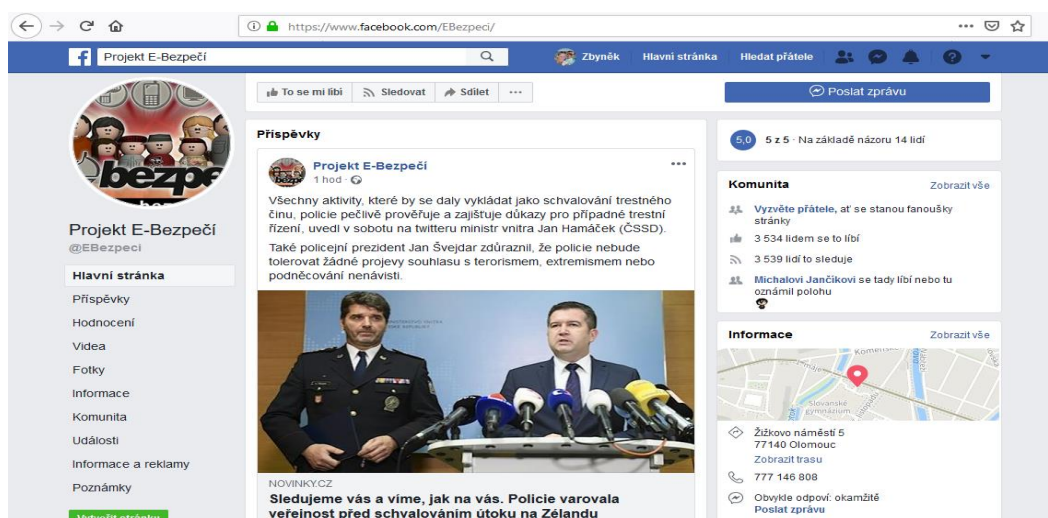 https://www.facebook.com/EBezpeci/
Projekt E-Bezpečí
Zbyněk
Hlavní stránka
Hledat přátele
bezpe
Projekt E-Bezpečí
@EBezpeci
Hlavní stránka
Příspěvky
Hodnocení
Videa
Fotky
Informace
Komunita
Události
Informace a reklamy
Poznámky
Vytvořit stránku
To se mi líbí
Sledovat
Sdílet
Příspěvky
Projekt E-Bezpečí
1 hod
Všechny aktivity, které by se daly vykládat jako schvalování trestného
činu, policie pečlivě prověřuje a zajišťuje důkazy pro případné trestní
řízení, uvedl v sobotu na twitteru ministr vnitra Jan Hamáček (ČSSD).
Také policejní prezident Jan Švejdar zdůraznil, že policie nebude
tolerovat žádné projevy souhlasu s terorismem, extremismem nebo
podněcování nenávisti.
NOVINKY.CZ
Sledujeme vás a víme, jak na vás. Policie varovala
veřejnost před schvalováním útoku na Zélandu
Poslat zprávu
5,0 5 z 5 · Na základě názoru 14 lidí
Komunita
Zobrazit vše
Vyzvěte přátele, ať se stanou fanoušky
stránky
3 534 lidem se to líbí
3 539 lidí to sleduje
Michalovi Jančíkovi se tady líbí nebo tu
oznámil polohu
Informace
Zobrazit vše
Slovanské
gymnázium
Žižkovo náměstí 5
77140 Olomouc
Zobrazit trasu
777 146 808
Obvykle odpoví: okamžitě
Poslat zprávu